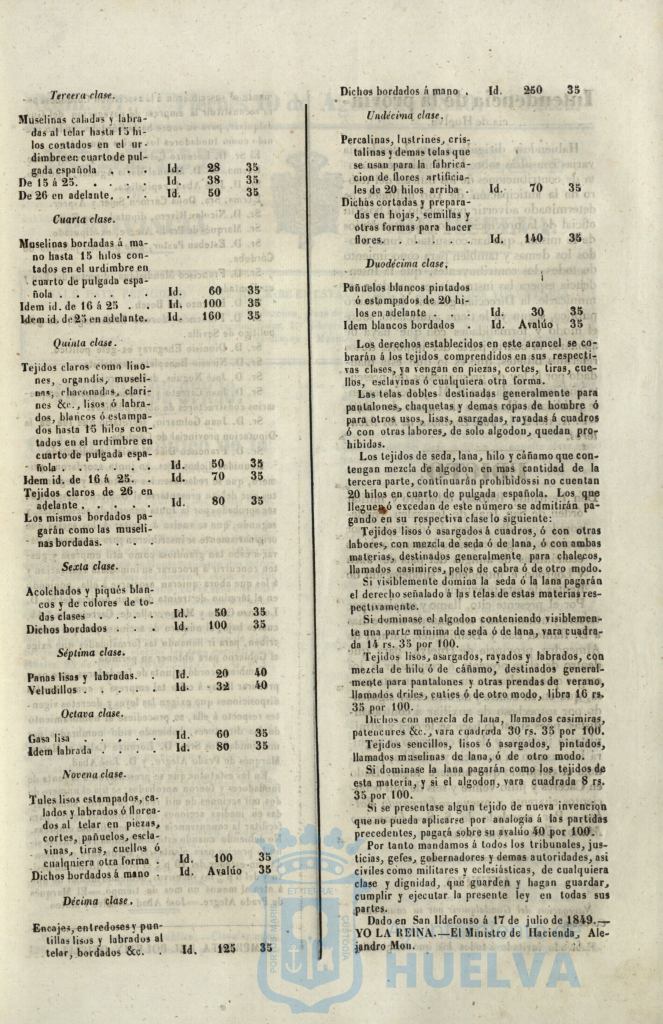 Tercera clase.
Muselinas caladas y labra-
das al telar hasta 15 hi-
los contados en el ur-
dimbre en cuarto de pul-
gada española . . . Id. 28 35
De 15 á 25. . . . . Id. 38 35
De 26 en adelante. . . Id. 50 35
Cuarta clase.
Muselinas bordadas á ma-
no hasta 15 hilos con-
tados en el urdimbre en
cuarto de pulgada espa-
ñola . . . . . . Id. 60 35
Idem id. de 16 á 25 . . Id. 100 35
Idem id. de 25 en adelante. Id. 160 35
Quinta clase.
Tejidos claros como lino-
nes, organdis, museli-
nas, chaconadas, clari-
nes &c., lisos ó labra-
dos, blancos ó estampa-
dos hasta 15 hilos con-
tados en el urdimbre en
cuarto de pulgada espa-
ñola . . . . . . Id. 50 35
Idem id. de 16 á 25. . Id. 70 35
Tejidos claros de 26 en
adelante . . . . . Id. 80 35
Los mismos bordados pa-
garán como las museli-
nas bordadas. . . .
Sexta clase.
Acolchados y piqués blan-
cos y de colores de to-
das clases . . . . Id. 50 35
Dichos bordados . . . Id. 100 35
Séptima clase.
Panas lisas y labradas. . Id. 20 40
Veludillos . . . . . Id. 32 40
Octava clase.
Gasa lisa . . . . . Id. 60 35
Idem labrada . . . . Id. 80 35
Novena clase.
Tules lisos estampados, ca-
lados y labrados ó florea-
dos al telar en piezas,
cortes, pañuelos, escla-
vinas, tiras, cuellos ó
cualquiera otra forma . Id. 100 35
Dichos bordados á mano . Id. Avalúo 35
Décima clase.
Encajes, entredoses y pun-
tillas lisos y labrados al
telar, bordados &c. . Id. 125 35
Dichos bordados á mano . Id. 250 35
Undécima clase.
Percalinas, lustrines, cris-
talinas y demas telas que
se usan para la fabrica-
cion de flores artificia-
les de 20 hilos arriba . Id. 70 35
Dichas cortadas y prepara-
das en hojas, semillas y
otras formas para hacer
flores. . . . . . Id. 140 35
Duodécima clase.
Pañuelos blancos pintados
ó estampados de 20 hi-
los en adelante . . . Id. 30 35
Idem blancos bordados . Id. Avalúo 35
Los derechos establecidos en este arancel se co-
brarán á los tejidos comprendidos en sus respecti-
vas clases, ya vengan en piezas, cortes, tiras, cue-
llos, esclavinas ó cualquiera otra forma.
Las telas dobles destinadas generalmente para
pantalones, chaquetas y demas ropas de hombre ó
para otros usos, lisas, asargadas, rayadas á cuadros
ó con otras labores, de solo algodon, quedan pro-
hibidas.
Los tejidos de seda, lana, hilo y cáñamo que con-
tengan mezcla de algodon en mas cantidad de la
tercera parte, continuarán prohibidos si no cuentan
20 hilos en cuarto de pulgada española. Los que
lleguen ó excedan de este número se admitirán pa-
gando en su respectiva clase lo siguiente:
Tejidos lisos ó asargados á cuadros, ó con otras
labores, con mezcla de seda ó de lana, ó con ambas
materias, destinados generalmente para chalecos,
llamados casimires, pelos de cabra ó de otro modo.
Si visiblemente domina la seda ó la lana pagarán
el derecho señalado á las telas de estas materias res-
pectivamente.
Si dominase el algodon conteniendo visiblemen-
te una parte minima de seda ó de lana, vara cuadra-
da 14 rs. 35 por 100.
Tejidos lisos, asargados, rayados y labrados, con
mezcla de hilo ó de cáñamo, destinados general-
mente para pantalones y otras prendas de verano,
llamados driles, cuties ó de otro modo, libra 16 rs.
35 por 100.
Dichos con mezcla de lana, llamados casimiras,
patencures &c., vara cuadrada 30 rs. 35 por 100.
Tejidos sencillos, lisos ó asargados, pintados,
llamados muselinas de lana, ó de otro modo.
Si dominase la lana pagarán como los tejidos de
esta materia, y si el algodon, vara cuadrada 8 rs.
35 por 100.
Si se presentase algun tejido de nueva invencion
que no pueda aplicarse por analogía á las partidas
precedentes, pagará sobre su avalúo 40 por 100.
Por tanto mandamos á todos los tribunales, jus-
ticias, gefes, gobernadores y demas autoridades, asi
civiles como militares y eclesiásticas, de cualquiera
clase y dignidad, que guarden y hagan guardar,
cumplir y ejecutar la presente ley en todas sus
partes.
Dado en San Ildefonso á 17 de julio de 1849.—
YO LA REINA.—El Ministro de Hacienda, Ale-
jandro Mon.
HUELVA